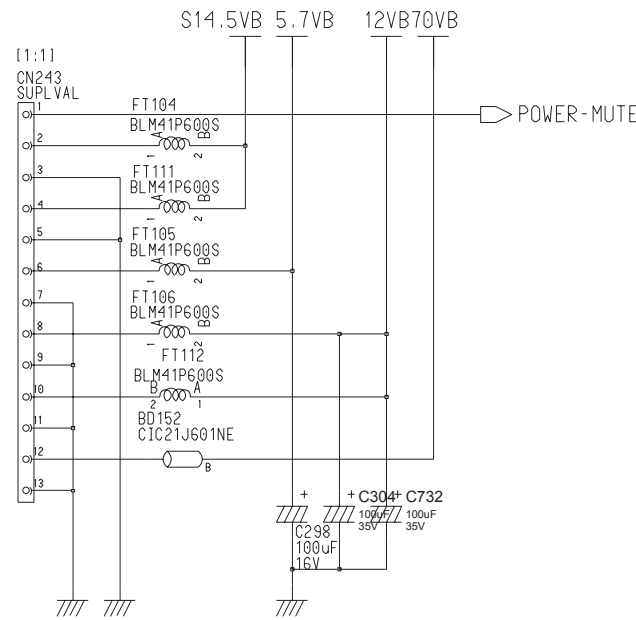 S14.5VB 5.7VB 12VB 70VB
[1:1]
CN243
SUPLVAL
1
FT104
BLM41P600S
POWER-MUTE
2
A
B
1
2
3
FT111
BLM41P600S
4
A
B
1
2
5
FT105
BLM41P600S
6
A
B
7
FT106
BLM41P600S
8
A
B
1
2
9
FT112
BLM41P600S
10
B
A
2
1
11
BD152
CIC21J601NE
12
B
13
+
C298
100uF
16V
+
C304
100uF
35V
+
C732
100uF
35V